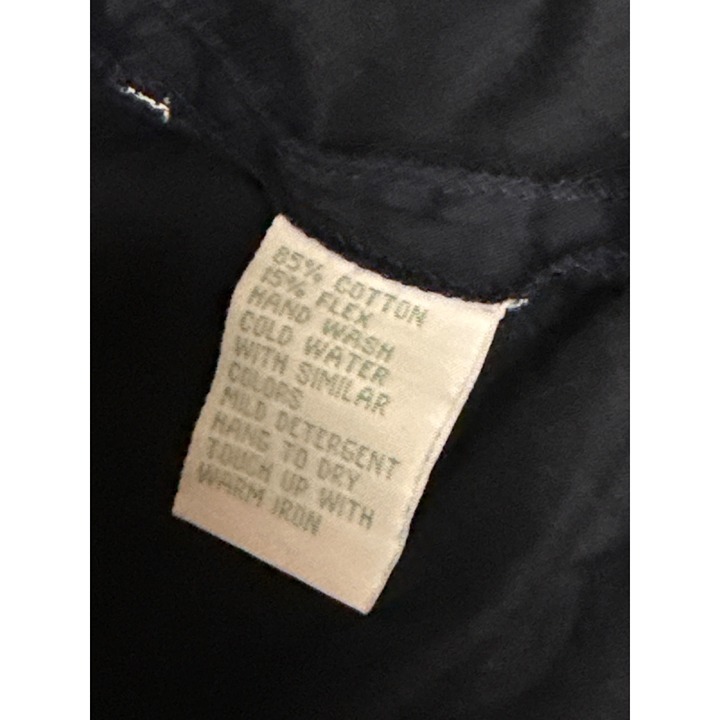 85% COTTON
15% FLEX
HAND WASH
COLD WATER
WITH SIMILAR
COLORS
MILD DETERGENT
HANG TO DRY
TOUCH UP WITH
WARM IRON